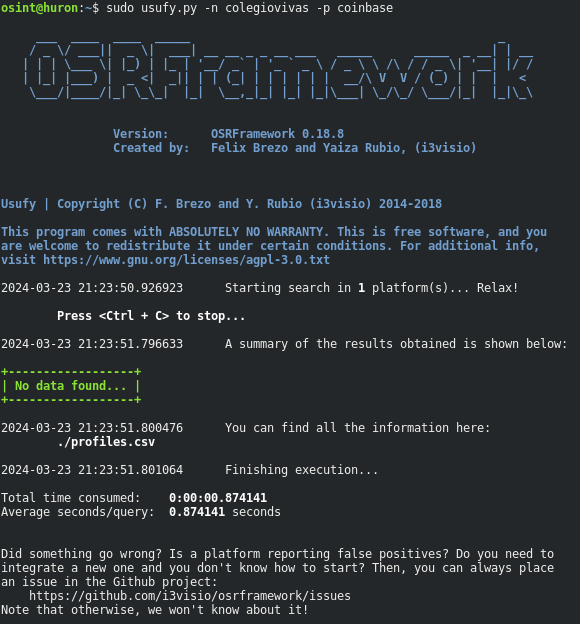 osint@huron:~$ sudo usufy.py -n colegiovivas -p coinbase
OSRFramework
Version: OSRFramework 0.18.8
Created by: Felix Brezo and Yaiza Rubio, (i3visio)
Usufy | Copyright (C) F. Brezo and Y. Rubio (i3visio) 2014-2018
This program comes with ABSOLUTELY NO WARRANTY. This is free software, and you
are welcome to redistribute it under certain conditions. For additional info,
visit https://www.gnu.org/licenses/agpl-3.0.txt
2024-03-23 21:23:50.926923 Starting search in 1 platform(s)... Relax!
Press <Ctrl + C> to stop...
2024-03-23 21:23:51.796633 A summary of the results obtained is shown below:
+------------------+
| No data found... |
+------------------+
2024-03-23 21:23:51.800476 You can find all the information here:
./profiles.csv
2024-03-23 21:23:51.801064 Finishing execution...
Total time consumed: 0:00:00.874141
Average seconds/query: 0.874141 seconds
Did something go wrong? Is a platform reporting false positives? Do you need to
integrate a new one and you don't know how to start? Then, you can always place
an issue in the Github project:
https://github.com/i3visio/osrframework/issues
Note that otherwise, we won't know about it!